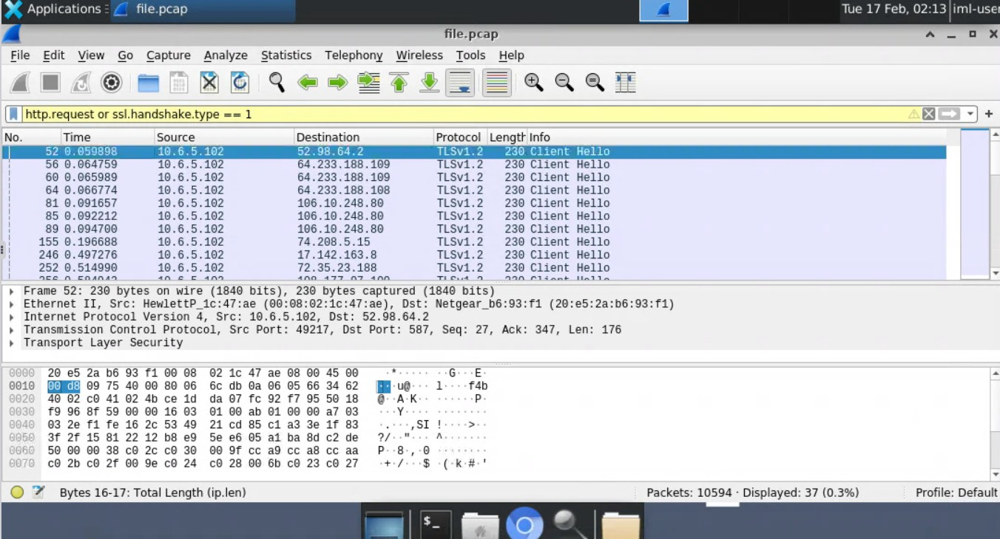 Applications file.pcap Tue 17 Feb, 02:13 iml-use
file.pcap
File Edit View Go Capture Analyze Statistics Telephony Wireless Tools Help
http.request or ssl.handshake.type == 1
No. Time Source Destination Protocol Length Info
52 0.059898 10.6.5.102 52.98.64.2 TLSv1.2 230 Client Hello
56 0.064759 10.6.5.102 64.233.188.109 TLSv1.2 230 Client Hello
60 0.065989 10.6.5.102 64.233.188.109 TLSv1.2 230 Client Hello
64 0.066774 10.6.5.102 64.233.188.108 TLSv1.2 230 Client Hello
81 0.091657 10.6.5.102 106.10.248.80 TLSv1.2 230 Client Hello
85 0.092212 10.6.5.102 106.10.248.80 TLSv1.2 230 Client Hello
89 0.094700 10.6.5.102 106.10.248.80 TLSv1.2 230 Client Hello
155 0.196688 10.6.5.102 74.208.5.15 TLSv1.2 230 Client Hello
246 0.497276 10.6.5.102 17.142.163.8 TLSv1.2 230 Client Hello
252 0.514990 10.6.5.102 72.35.23.188 TLSv1.2 230 Client Hello
Frame 52: 230 bytes on wire (1840 bits), 230 bytes captured (1840 bits)
Ethernet II, Src: HewlettP_1c:47:ae (00:08:02:1c:47:ae), Dst: Netgear_b6:93:f1 (20:e5:2a:b6:93:f1)
Internet Protocol Version 4, Src: 10.6.5.102, Dst: 52.98.64.2
Transmission Control Protocol, Src Port: 49217, Dst Port: 587, Seq: 27, Ack: 347, Len: 176
Transport Layer Security
0000 20 e5 2a b6 93 f1 00 08 02 1c 47 ae 08 00 45 00 ·*····· ··G···E·
0010 00 d8 09 75 40 00 80 06 6c db 0a 06 05 66 34 62 ···u@··· l····f4b
0020 40 02 c0 41 02 4b ce 1d da 07 fc 92 f7 95 50 18 @··A·K·· ······P·
0030 f9 96 8f 59 00 00 16 03 01 00 ab 01 00 00 a7 03 ···Y···· ········
0040 03 2e f1 fe 16 2c 53 49 21 cd 85 c1 a3 3e 1f 83 ·.···,SI !····>··
0050 3f 2f 15 81 22 12 b8 e9 5e e6 05 a1 ba 8d c2 de ?/··"··· ^·······
0060 50 00 00 38 c0 2c c0 30 00 9f cc a9 cc a8 cc aa P··8·,·0 ········
0070 c0 2b c0 2f 00 9e c0 24 c0 28 00 6b c0 23 c0 27 ·+·/···$ ·(·k·#·'
Bytes 16-17: Total Length (ip.len) Packets: 10594 · Displayed: 37 (0.3%) Profile: Default
$_